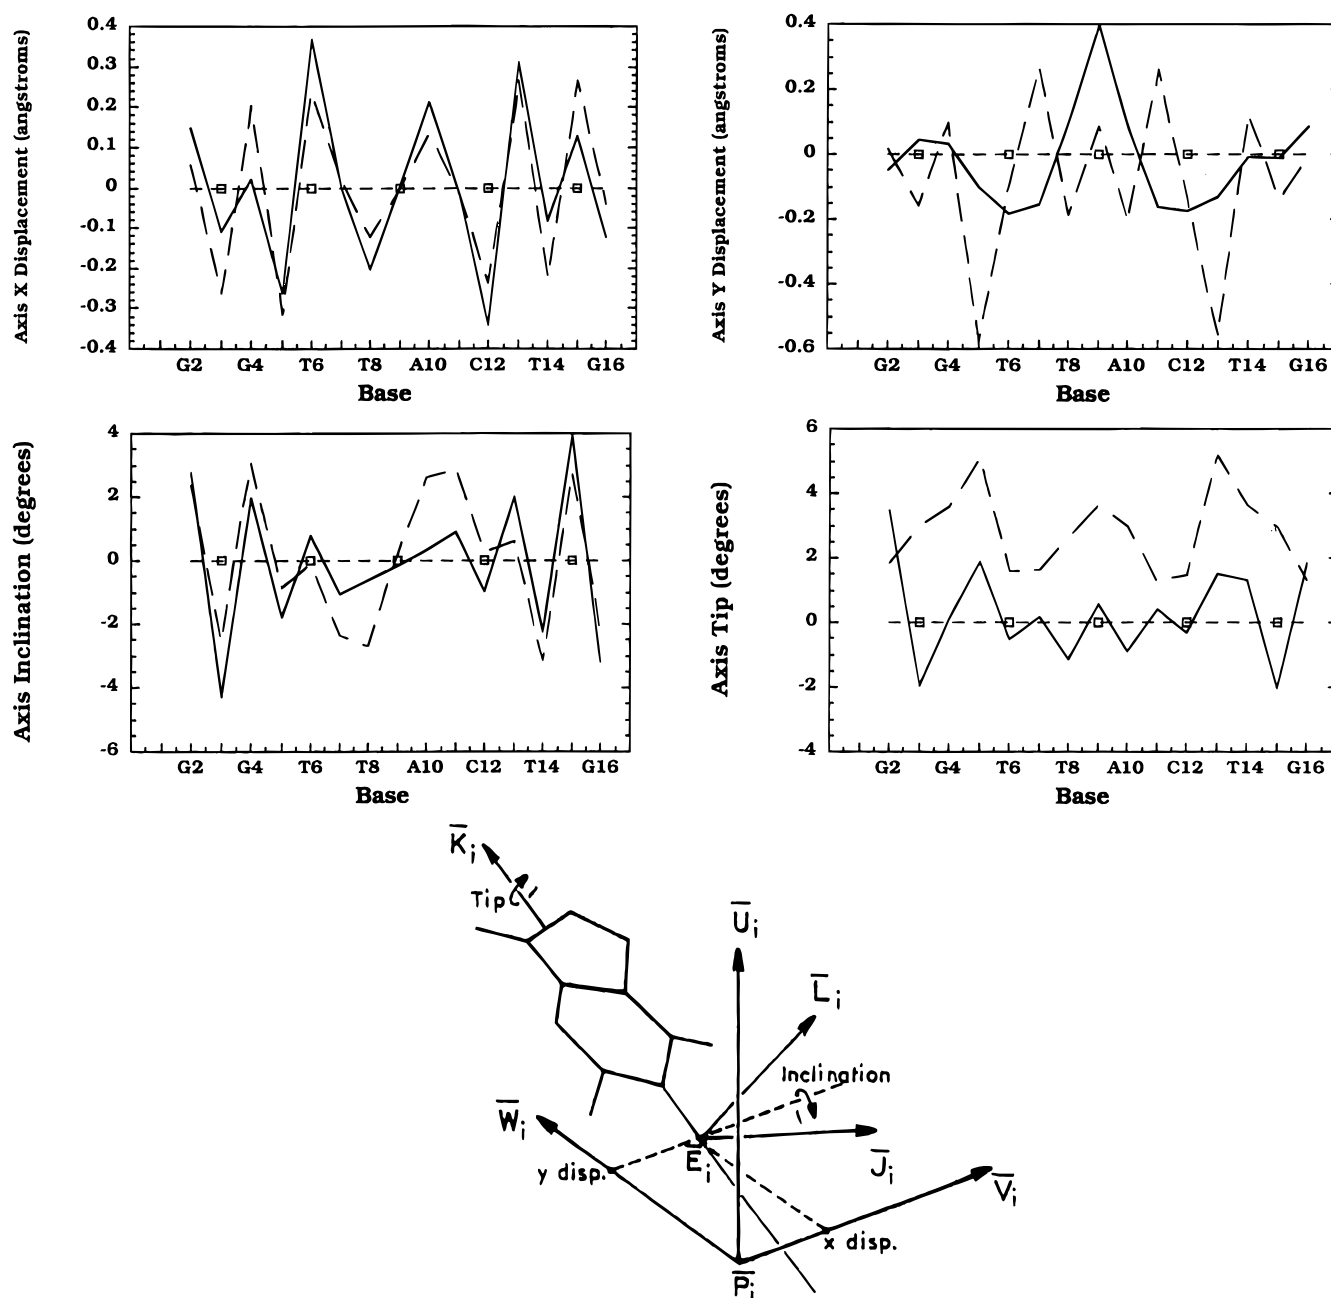 Axis X Displacement (angstroms)
0.4
0.3
0.2
0.1
0
-0.1
-0.2
-0.3
-0.4
G2 G4 T6 T8 A10 C12 T14 G16
Base
Axis Y Displacement (angstroms)
0.4
0.2
0
-0.2
-0.4
-0.6
G2 G4 T6 T8 A10 C12 T14 G16
Base
Axis Inclination (degrees)
4
2
0
-2
-4
-6
G2 G4 T6 T8 A10 C12 T14 G16
Base
Axis Tip (degrees)
6
4
2
0
-2
-4
G2 G4 T6 T8 A10 C12 T14 G16
Base
K̅i
Tip
U̅i
L̅i
Inclination
W̅i
y disp.
E̅i
J̅i
V̅i
x disp.
P̅i